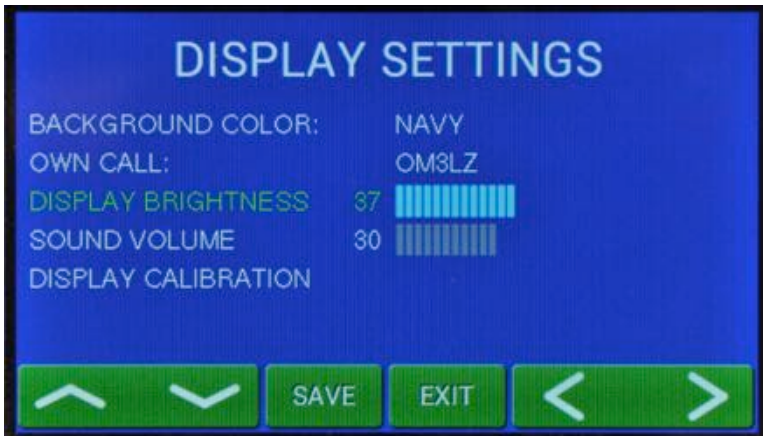 DISPLAY SETTINGS
BACKGROUND COLOR: NAVY
OWN CALL: OM3LZ
DISPLAY BRIGHTNESS 37
SOUND VOLUME 30
DISPLAY CALIBRATION
SAVE EXIT